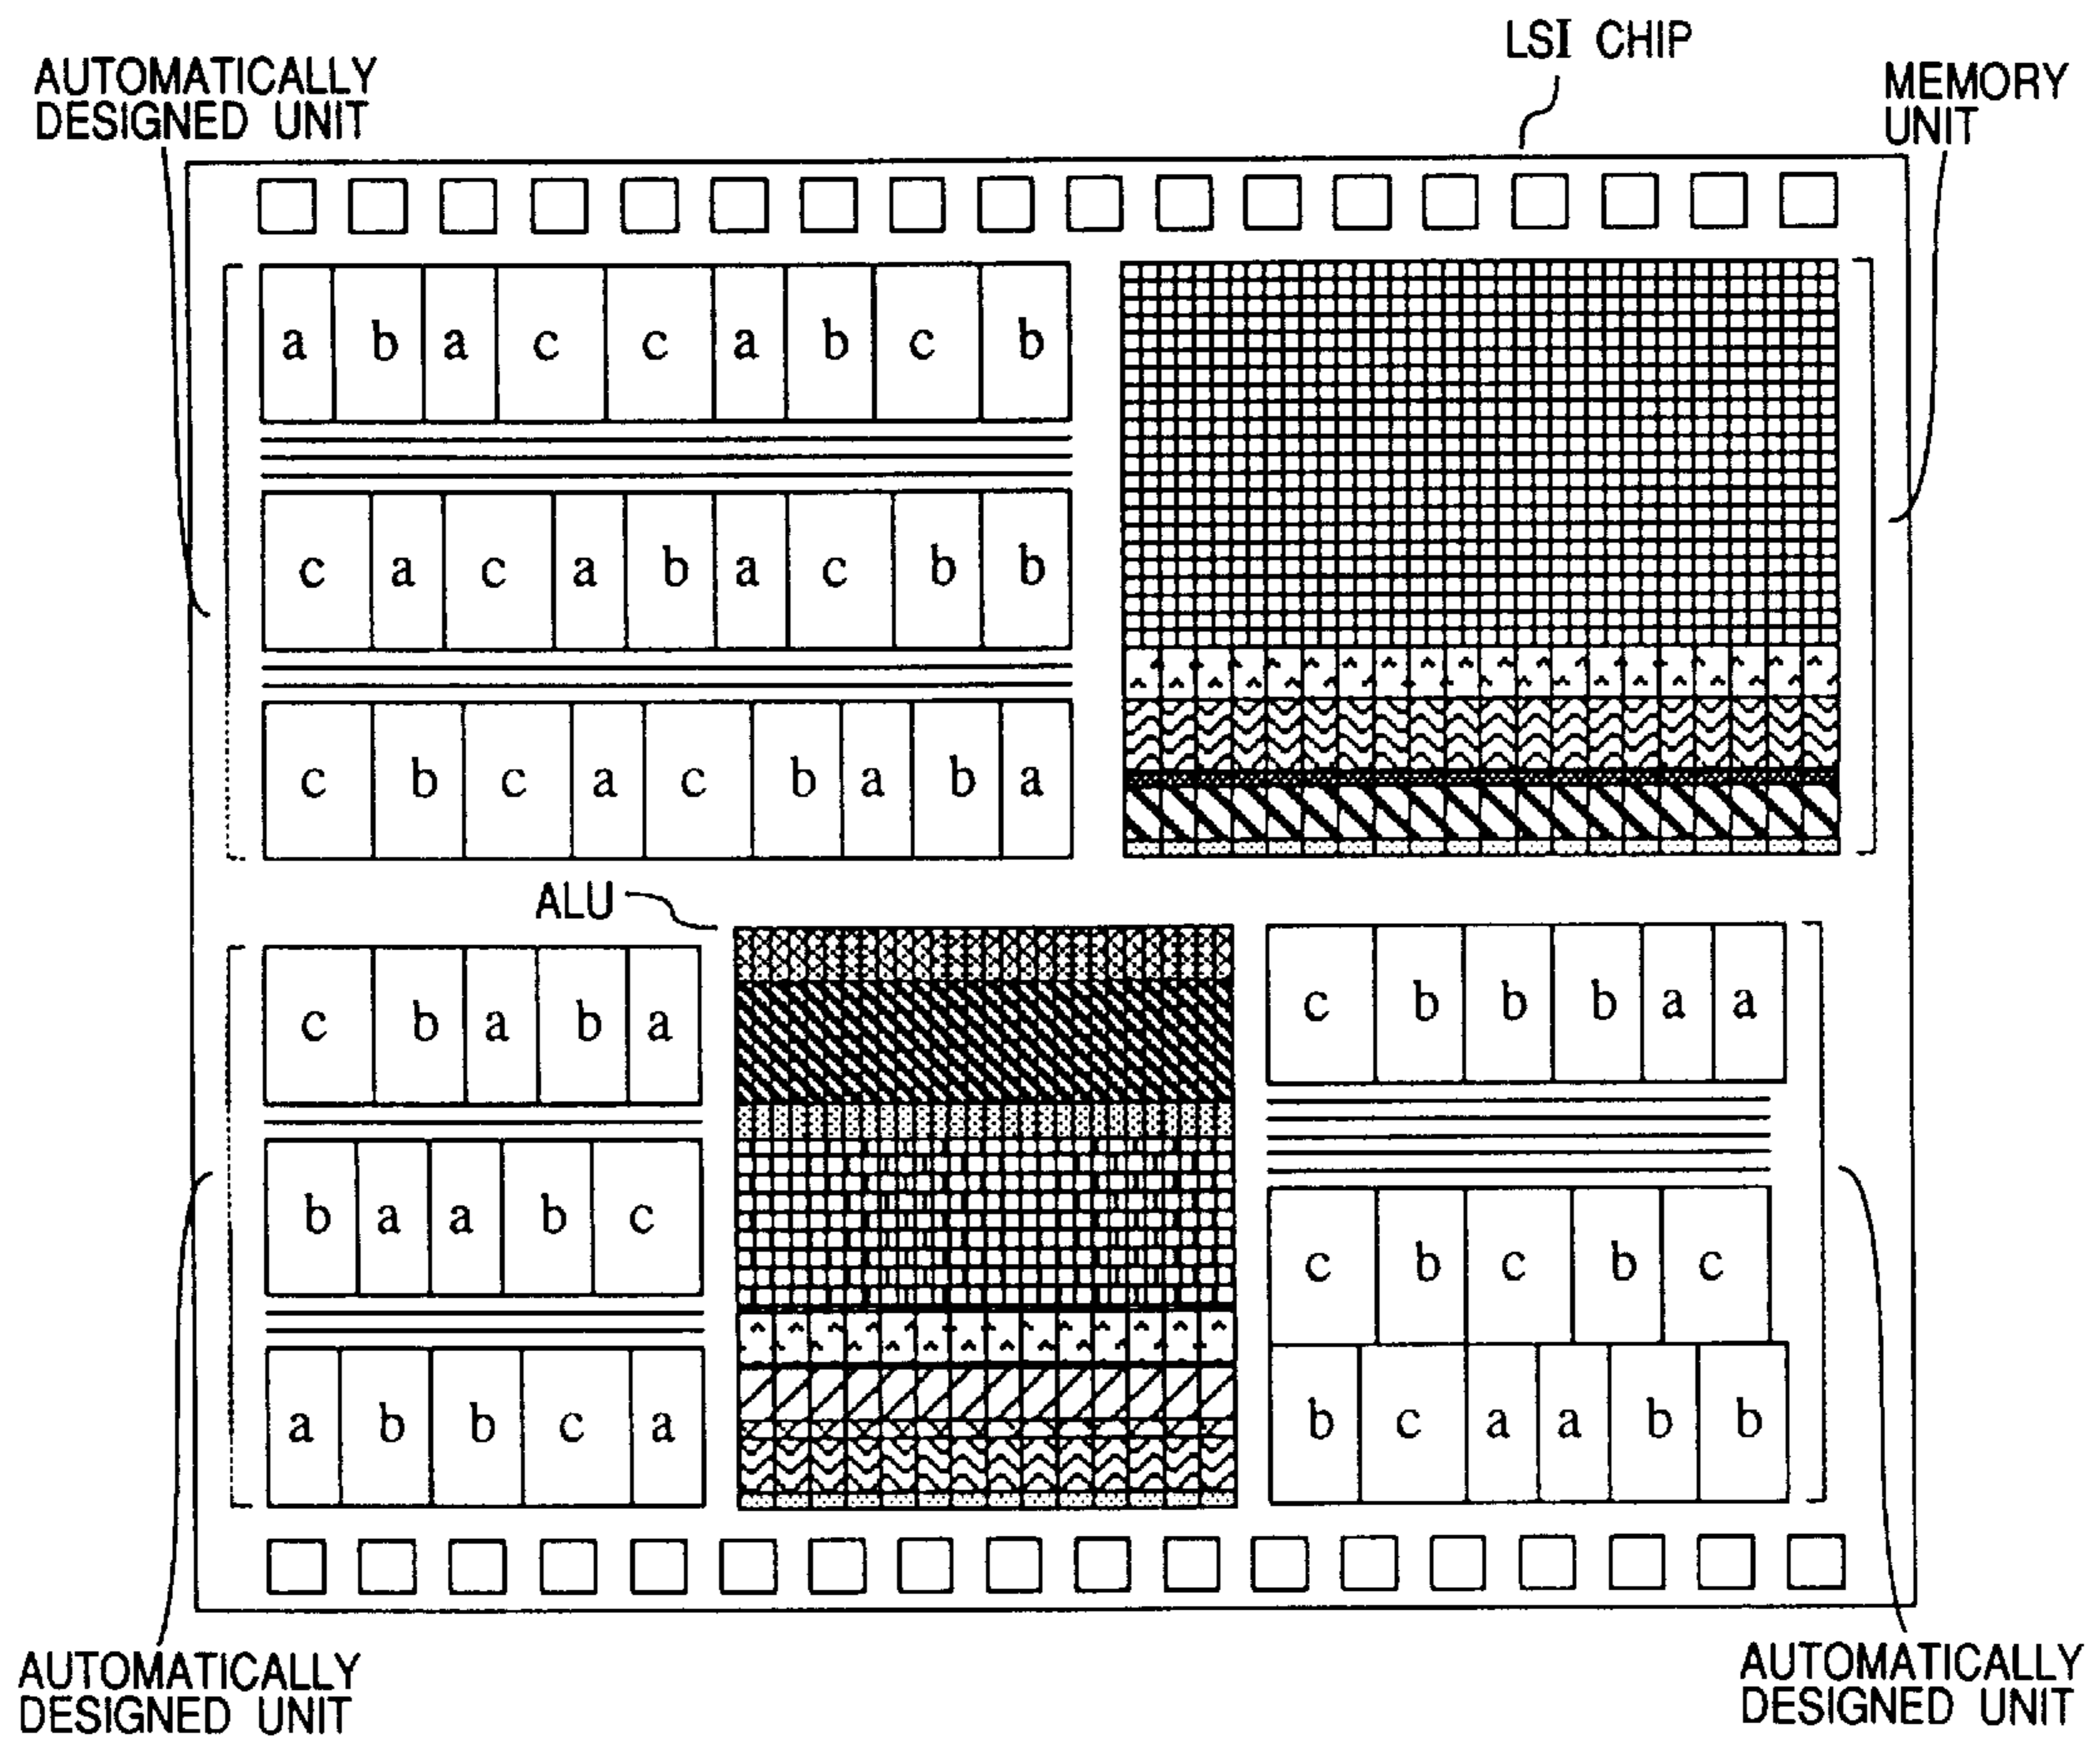 LSI CHIP
AUTOMATICALLY
DESIGNED UNIT
MEMORY
UNIT
a b a c c a b c b
c a c a b a c b b
c b c a c b a b a
ALU
c b a b a
c b b b a a
b a a b c
c b c b c
a b b c a
b c a a b b
AUTOMATICALLY
DESIGNED UNIT
AUTOMATICALLY
DESIGNED UNIT